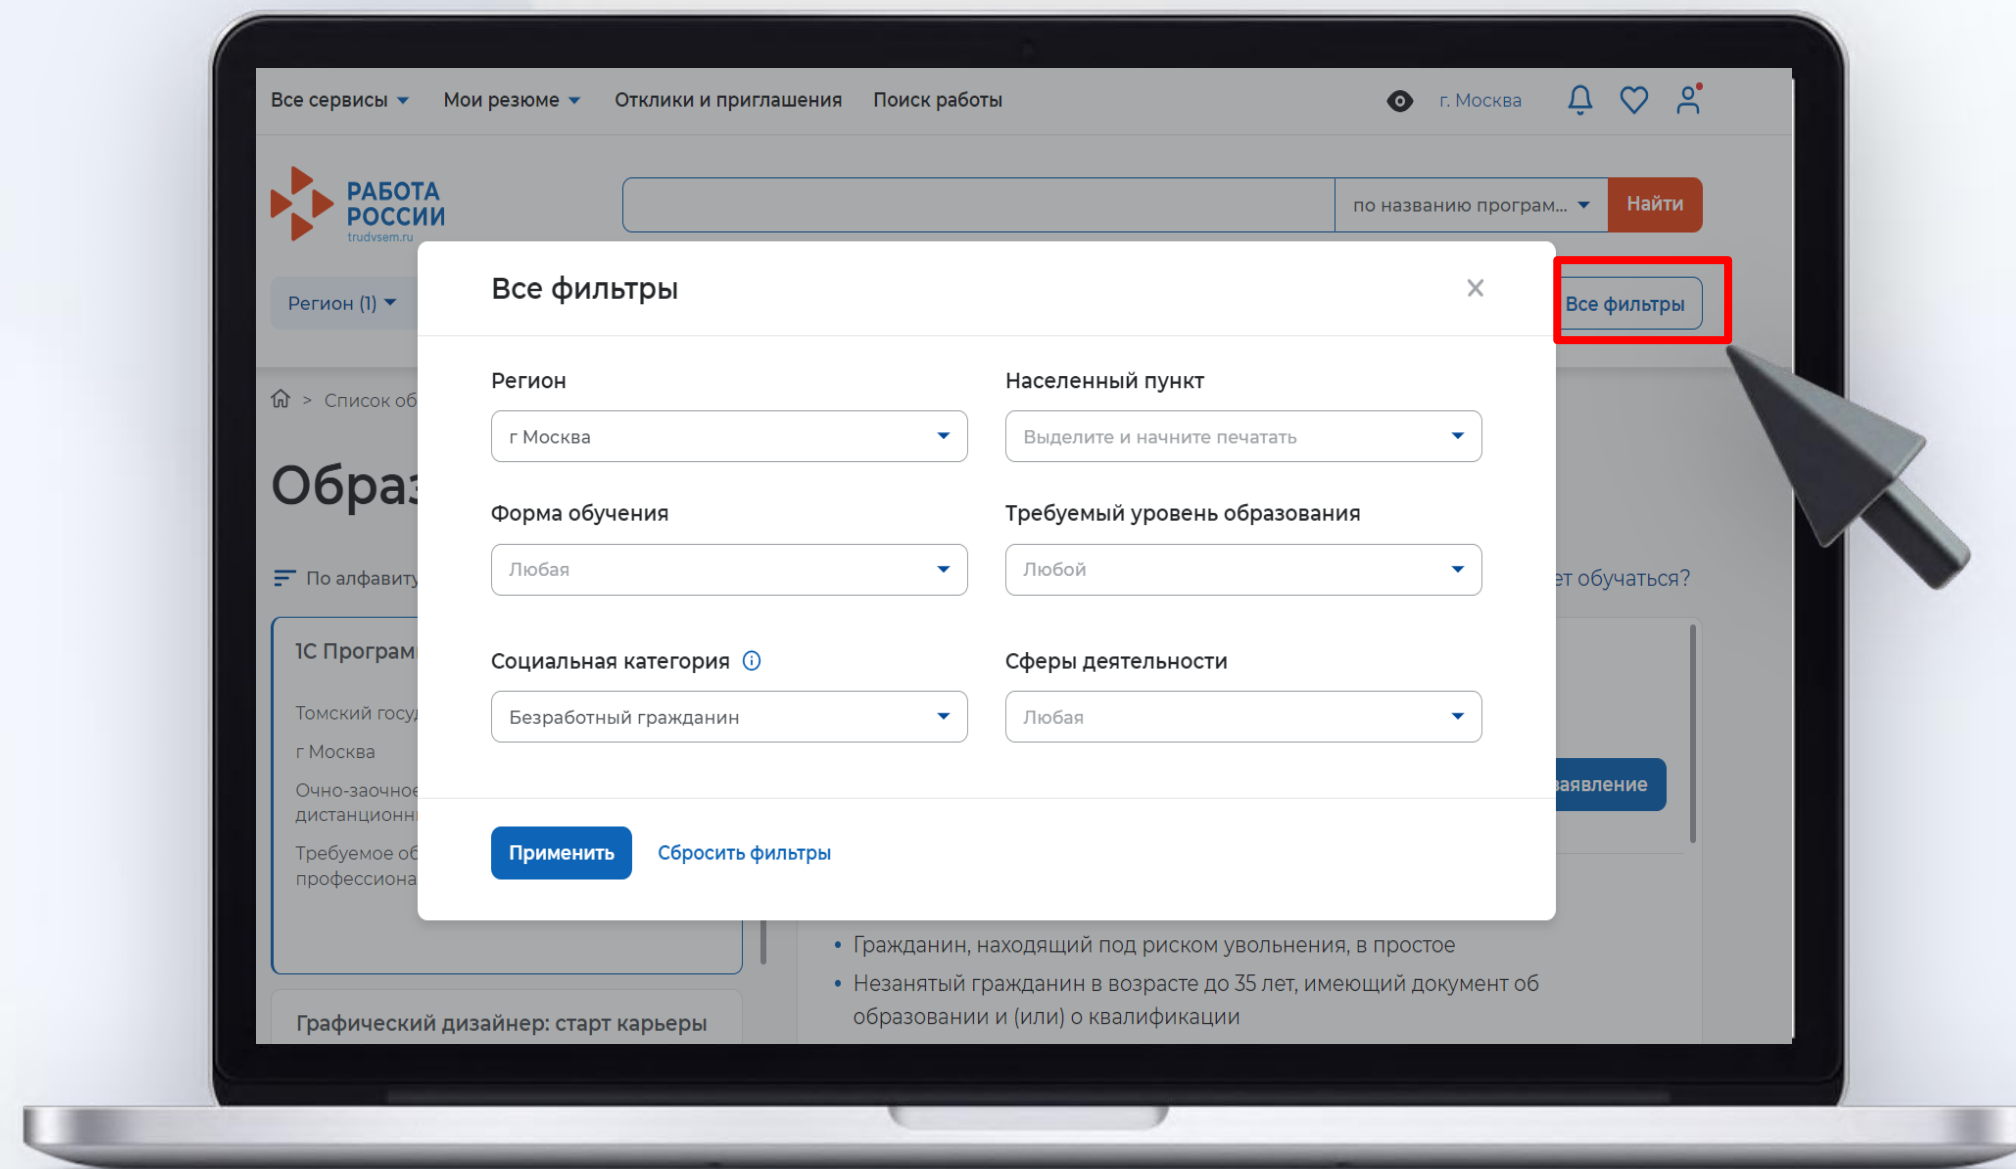 Все сервисы
Мои резюме
Отклики и приглашения
Поиск работы
г. Москва
РАБОТА
РОССИИ
trudvsem.ru
по названию програм...
Найти
Регион (1)
Все фильтры
Все фильтры
> Список об
Образ
По алфавиту
ет обучаться?
Регион
Населенный пункт
г Москва
Выделите и начните печатать
Форма обучения
Требуемый уровень образования
Любая
Любой
Социальная категория
Сферы деятельности
Безработный гражданин
Любая
Применить
Сбросить фильтры
1С Програм
Томский госу
г Москва
Очно-заочное
дистанционн
Требуемое об
профессиона
заявление
Гражданин, находящий под риском увольнения, в простое
Незанятый гражданин в возрасте до 35 лет, имеющий документ об
образовании и (или) о квалификации
Графический дизайнер: старт карьеры